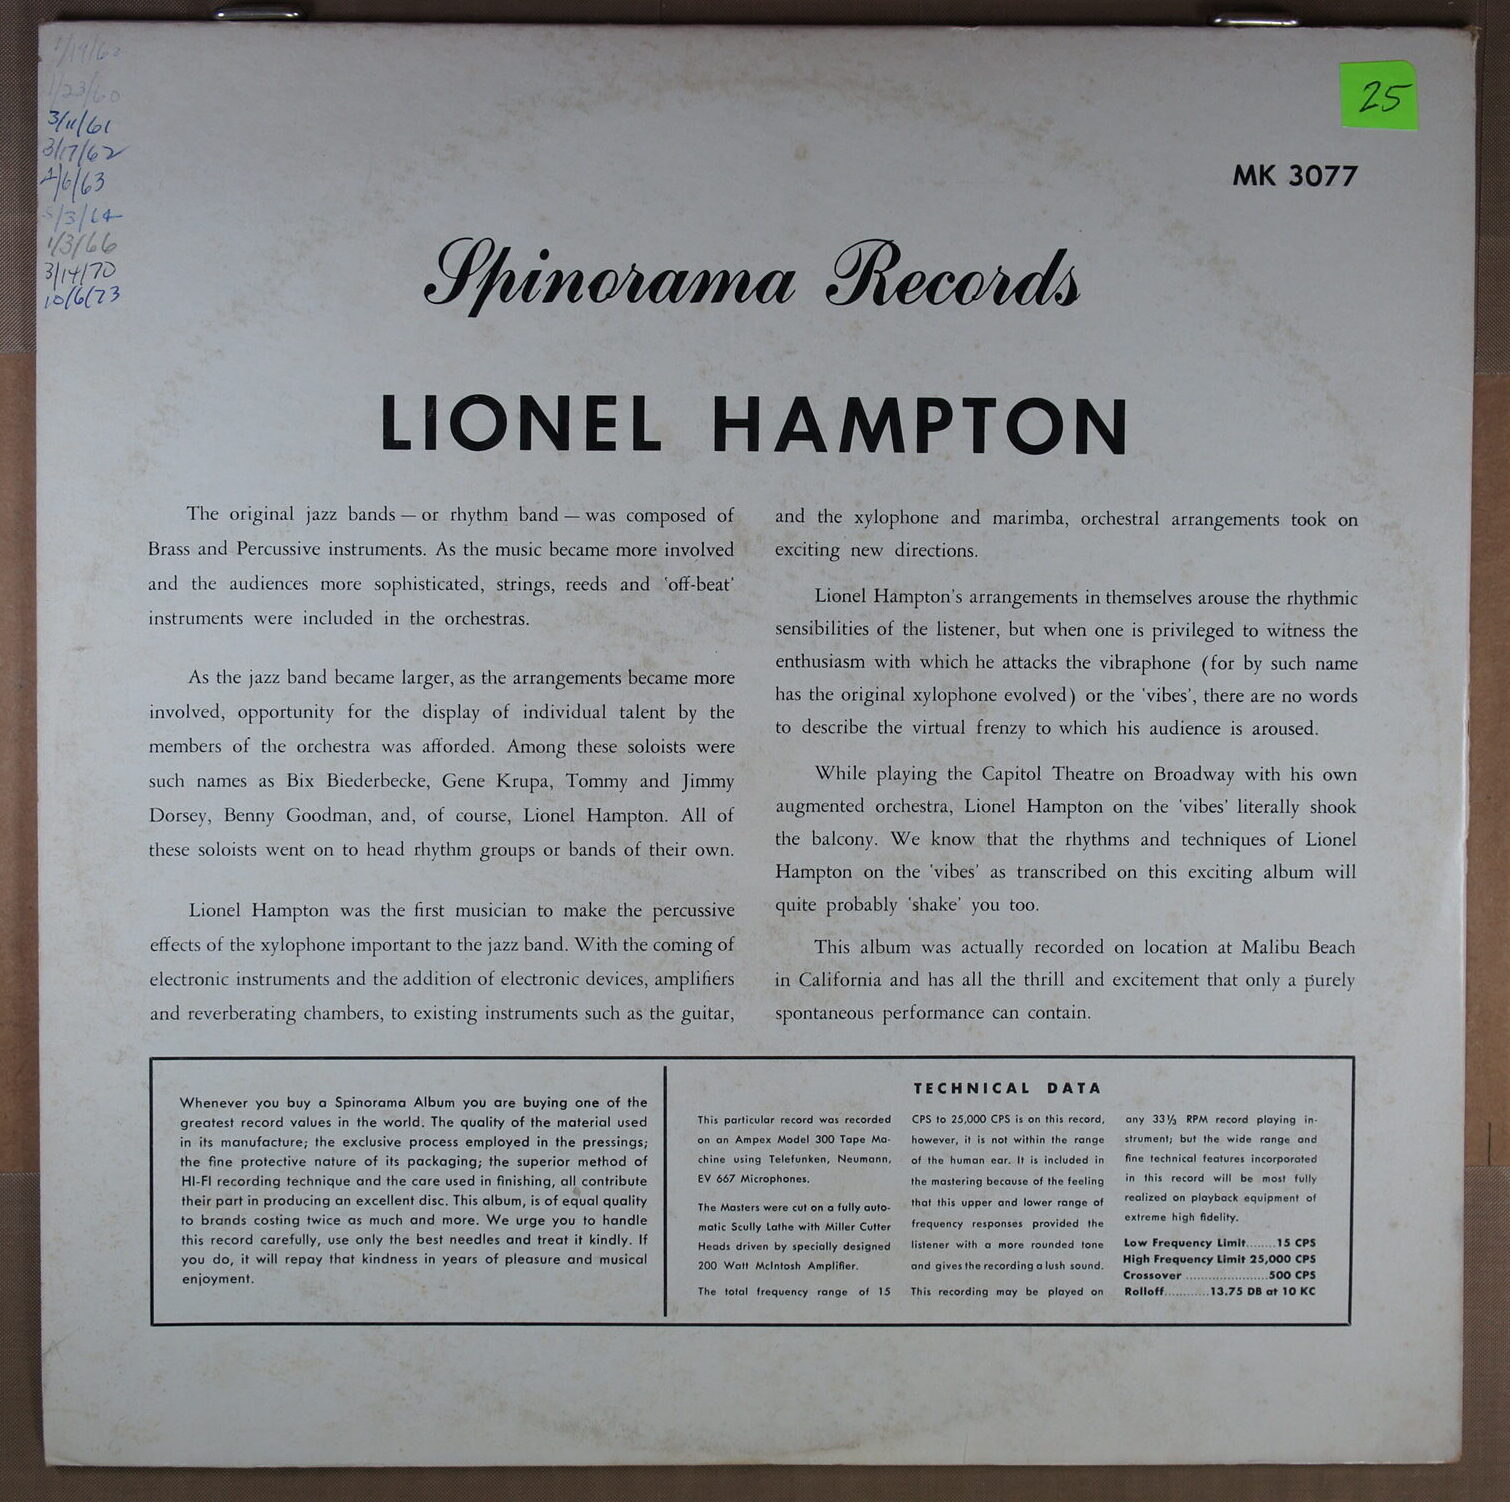 1/19/60
1/23/60
3/11/61
3/17/62
1/6/63
5/3/64
1/3/66
3/14/70
10/6/73
25
MK 3077
Spinorama Records
LIONEL HAMPTON
The original jazz bands — or rhythm band — was composed of
Brass and Percussive instruments. As the music became more involved
and the audiences more sophisticated, strings, reeds and 'off-beat'
instruments were included in the orchestras.
As the jazz band became larger, as the arrangements became more
involved, opportunity for the display of individual talent by the
members of the orchestra was afforded. Among these soloists were
such names as Bix Biederbecke, Gene Krupa, Tommy and Jimmy
Dorsey, Benny Goodman, and, of course, Lionel Hampton. All of
these soloists went on to head rhythm groups or bands of their own.
Lionel Hampton was the first musician to make the percussive
effects of the xylophone important to the jazz band. With the coming of
electronic instruments and the addition of electronic devices, amplifiers
and reverberating chambers, to existing instruments such as the guitar,
and the xylophone and marimba, orchestral arrangements took on
exciting new directions.
Lionel Hampton's arrangements in themselves arouse the rhythmic
sensibilities of the listener, but when one is privileged to witness the
enthusiasm with which he attacks the vibraphone (for by such name
has the original xylophone evolved) or the 'vibes', there are no words
to describe the virtual frenzy to which his audience is aroused.
While playing the Capitol Theatre on Broadway with his own
augmented orchestra, Lionel Hampton on the 'vibes' literally shook
the balcony. We know that the rhythms and techniques of Lionel
Hampton on the 'vibes' as transcribed on this exciting album will
quite probably 'shake' you too.
This album was actually recorded on location at Malibu Beach
in California and has all the thrill and excitement that only a purely
spontaneous performance can contain.
Whenever you buy a Spinorama Album you are buying one of the
greatest record values in the world. The quality of the material used
in its manufacture; the exclusive process employed in the pressings;
the fine protective nature of its packaging; the superior method of
HI-FI recording technique and the care used in finishing, all contribute
their part in producing an excellent disc. This album, is of equal quality
to brands costing twice as much and more. We urge you to handle
this record carefully, use only the best needles and treat it kindly. If
you do, it will repay that kindness in years of pleasure and musical
enjoyment.
TECHNICAL DATA
This particular record was recorded
on an Ampex Model 300 Tape Ma-
chine using Telefunken, Neumann,
EV 667 Microphones.
The Masters were cut on a fully auto-
matic Scully Lathe with Miller Cutter
Heads driven by specially designed
200 Watt McIntosh Amplifier.
The total frequency range of 15
CPS to 25,000 CPS is on this record,
however, it is not within the range
of the human ear. It is included in
the mastering because of the feeling
that this upper and lower range of
frequency responses provided the
listener with a more rounded tone
and gives the recording a lush sound.
This recording may be played on
any 33⅓ RPM record playing in-
strument; but the wide range and
fine technical features incorporated
in this record will be most fully
realized on playback equipment of
extreme high fidelity.
Low Frequency Limit........15 CPS
High Frequency Limit 25,000 CPS
Crossover ........................500 CPS
Rolloff............13.75 DB at 10 KC